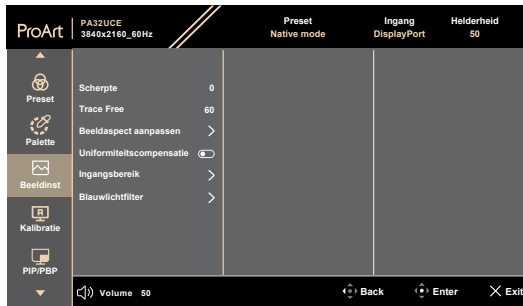 ProArt
PA32UCE
3840x2160_60Hz
Preset
Native mode
Ingang
DisplayPort
Helderheid
50
Preset
Palette
Beeldinst
Kalibratie
PIP/PBP
Scherpte 0
Trace Free 60
Beeldaspect aanpassen
Uniformiteitscompensatie
Ingangsbereik
Blauwlichtfilter
Volume 50
Back
Enter
Exit